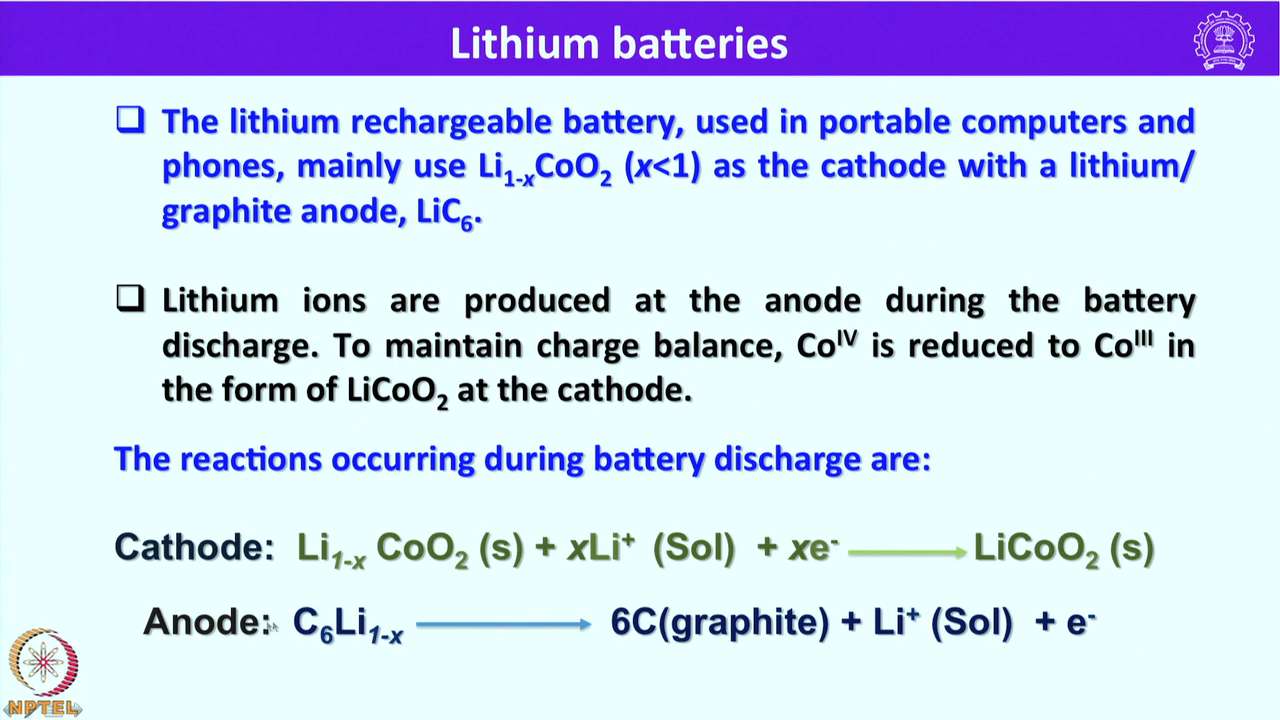 Lithium batteries
❑ The lithium rechargeable battery, used in portable computers and
phones, mainly use Li₁₋ₓCoO₂ (x<1) as the cathode with a lithium/
graphite anode, LiC₆.
❑ Lithium ions are produced at the anode during the battery
discharge. To maintain charge balance, Coᴵⱽ is reduced to Coᴵᴵᴵ in
the form of LiCoO₂ at the cathode.
The reactions occurring during battery discharge are:
Cathode: Li₁₋ₓ CoO₂ (s) + xLi⁺ (Sol) + xe⁻ ⟶ LiCoO₂ (s)
Anode: C₆Li₁₋ₓ ⟶ 6C(graphite) + Li⁺ (Sol) + e⁻
NPTEL